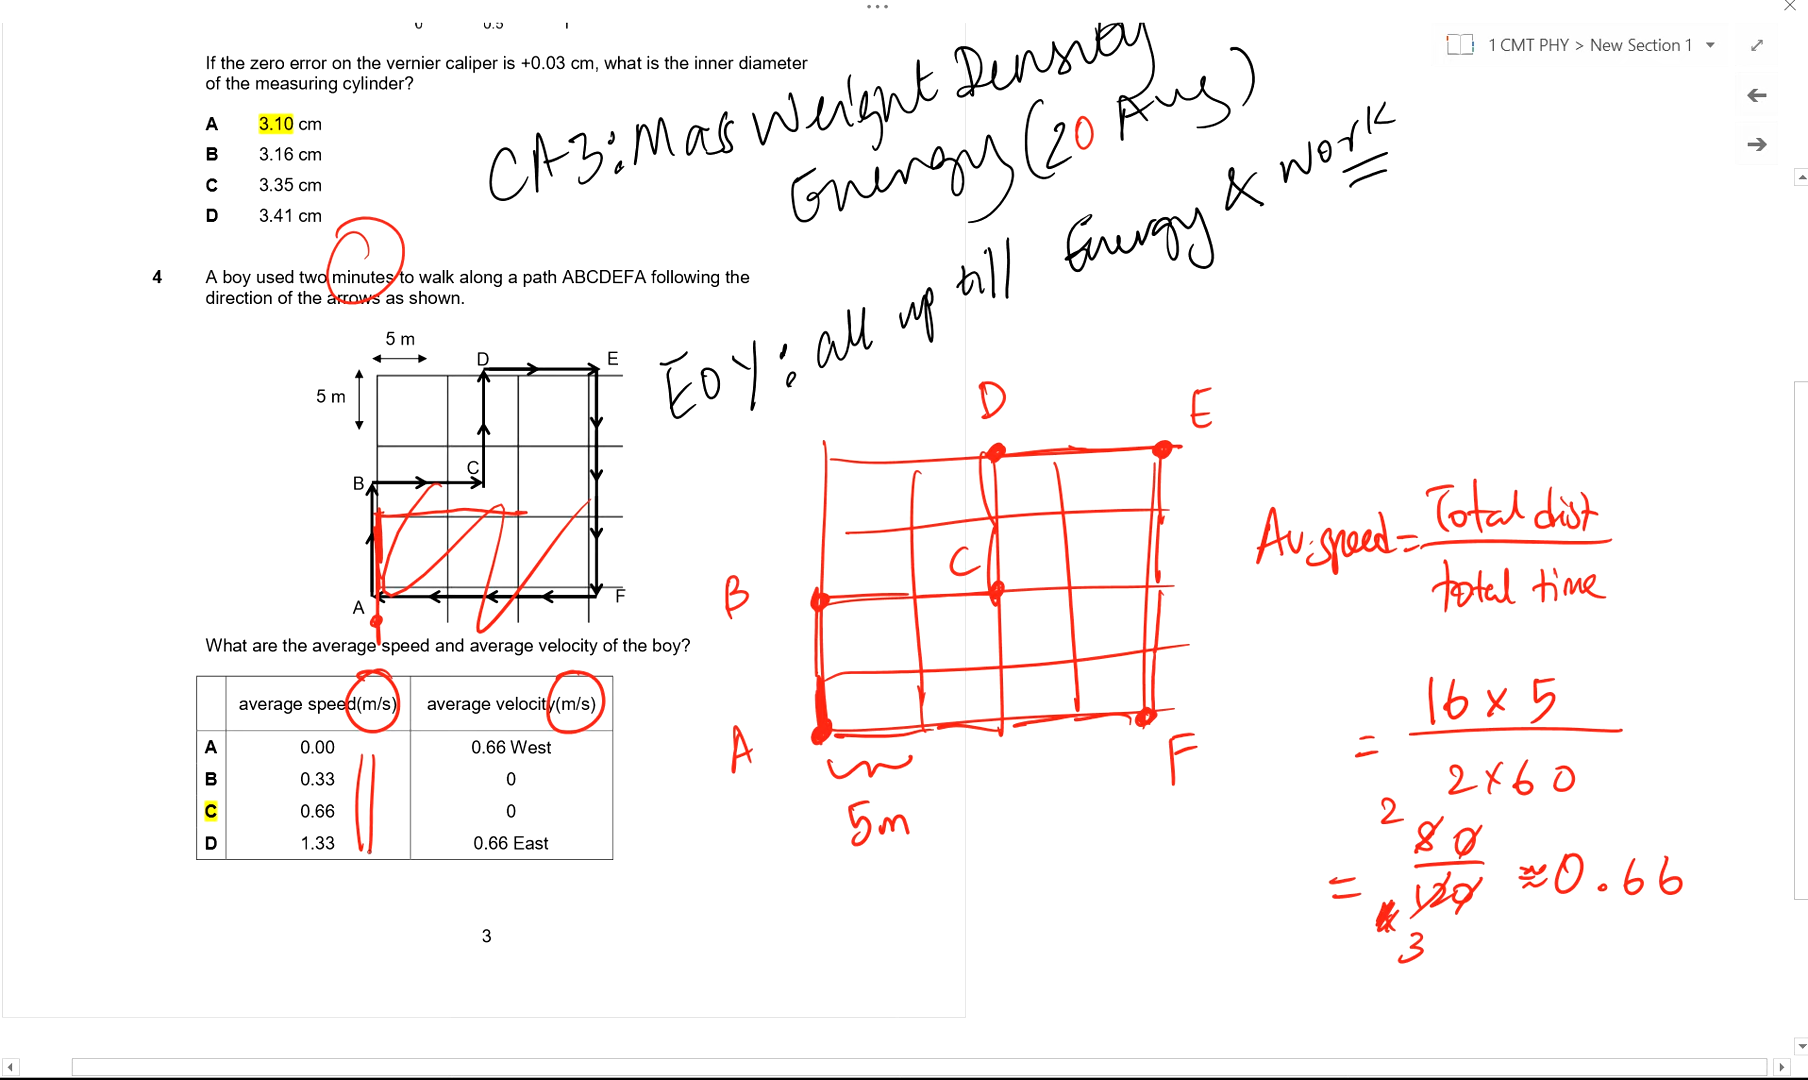 1 CMT PHY > New Section 1
0 0.5 1
If the zero error on the vernier caliper is +0.03 cm, what is the inner diameter
of the measuring cylinder?
A 3.10 cm
B 3.16 cm
C 3.35 cm
D 3.41 cm
CA3: Mass Weight Density
Energy (20 Aug)
EOY: all up till Energy & work
4 A boy used two minutes to walk along a path ABCDEFA following the
direction of the arrows as shown.
5 m
D E
5 m
C
B
A
F
What are the average speed and average velocity of the boy?
average speed(m/s) average velocity(m/s)
A 0.00 0.66 West
B 0.33 0
C 0.66 0
D 1.33 0.66 East
3
D E
C
B
A F
5m
Av. speed = Total dist
total time
= 16 x 5
2 x 60
2
= 80
120
≈ 0.66
3